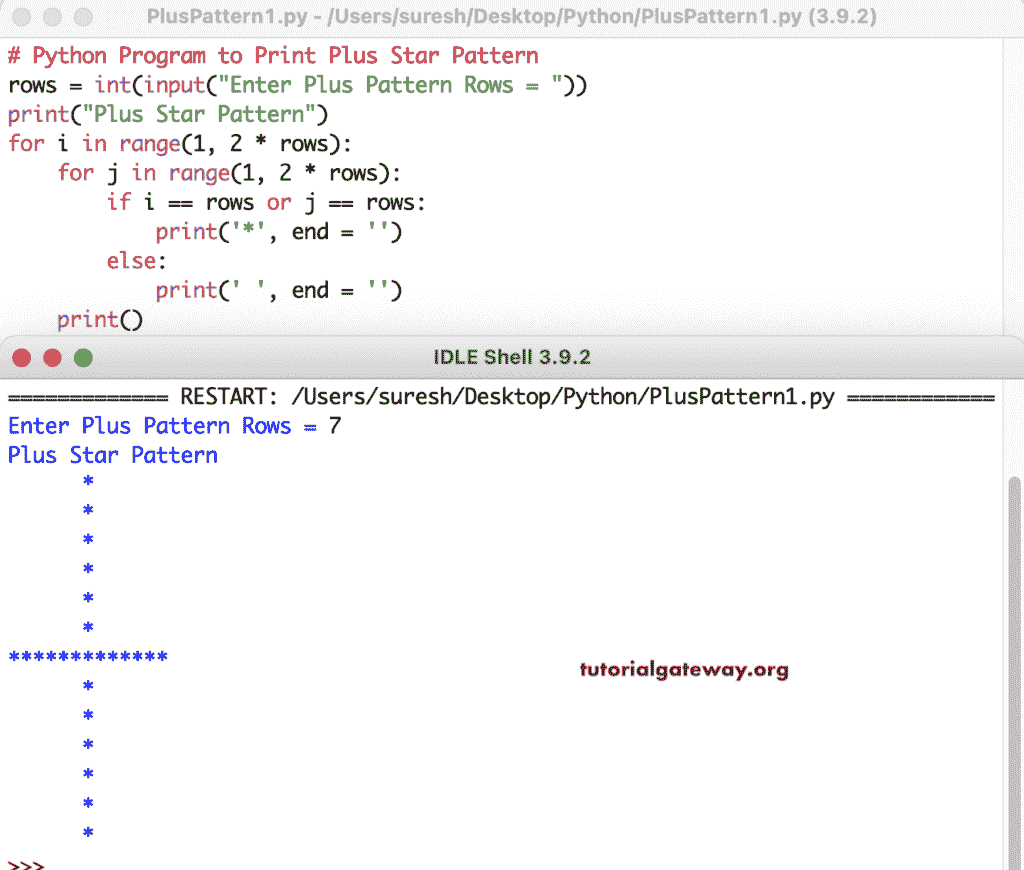 PlusPattern1.py - /Users/suresh/Desktop/Python/PlusPattern1.py (3.9.2)
# Python Program to Print Plus Star Pattern
rows = int(input("Enter Plus Pattern Rows = "))
print("Plus Star Pattern")
for i in range(1, 2 * rows):
    for j in range(1, 2 * rows):
        if i == rows or j == rows:
            print('*', end = '')
        else:
            print(' ', end = '')
    print()
IDLE Shell 3.9.2
============= RESTART: /Users/suresh/Desktop/Python/PlusPattern1.py ============
Enter Plus Pattern Rows = 7
Plus Star Pattern
      *
      *
      *
      *
      *
      *
*************
      *
      *
      *
      *
      *
      *
tutorialgateway.org
>>>